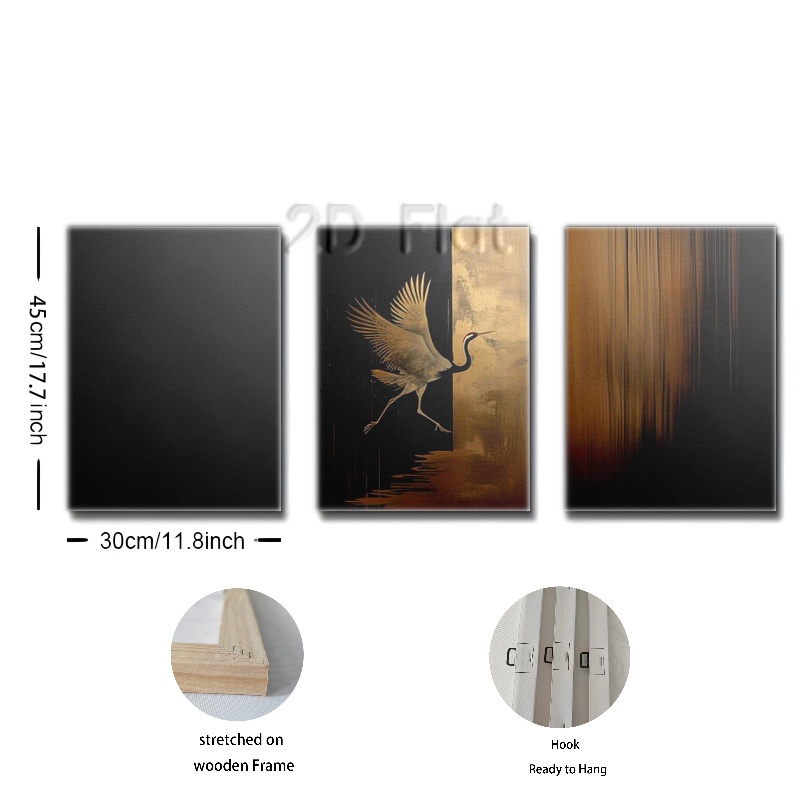 2D Flat
45cm/17.7inch
30cm/11.8inch
stretched on
wooden Frame
Hook
Ready to Hang